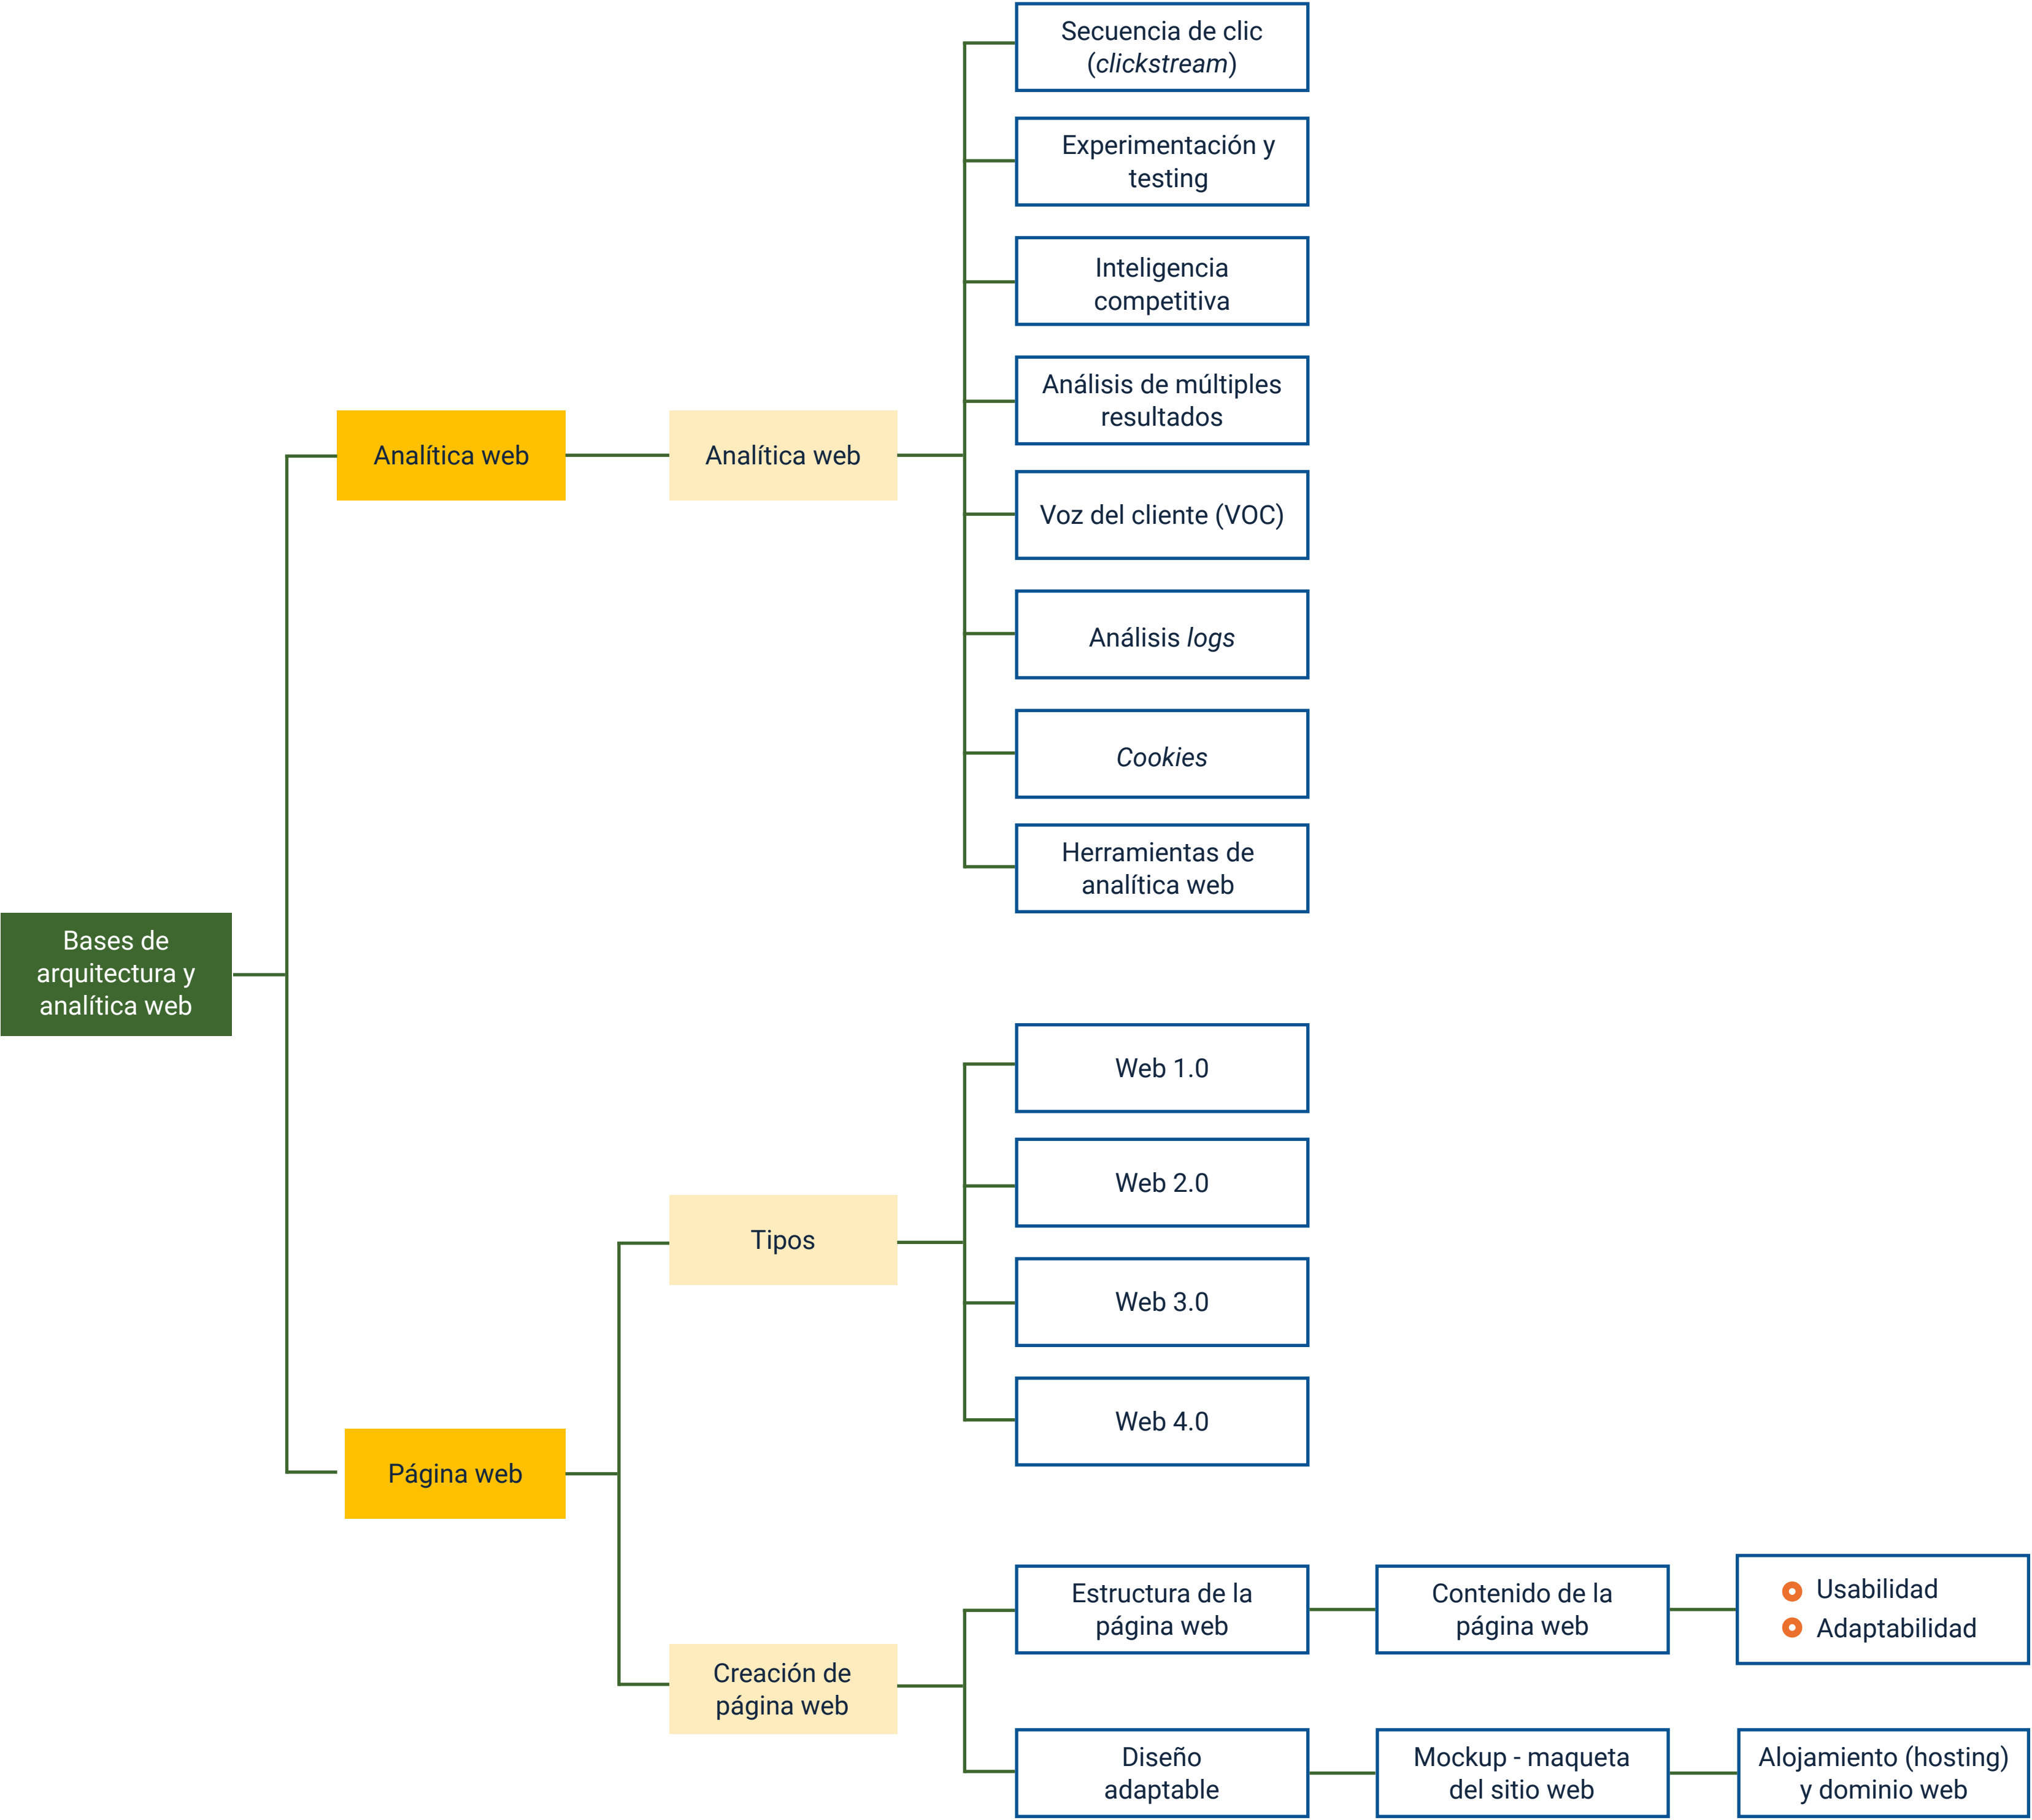 Secuencia de clic
(clickstream)
Experimentación y
testing
Inteligencia
competitiva
Análisis de múltiples
resultados
Analítica web
Analítica web
Voz del cliente (VOC)
Análisis logs
Cookies
Herramientas de
analítica web
Bases de
arquitectura y
analítica web
Web 1.0
Web 2.0
Tipos
Web 3.0
Web 4.0
Página web
Estructura de la
página web
Contenido de la
página web
Usabilidad
Adaptabilidad
Creación de
página web
Diseño
adaptable
Mockup - maqueta
del sitio web
Alojamiento (hosting)
y dominio web